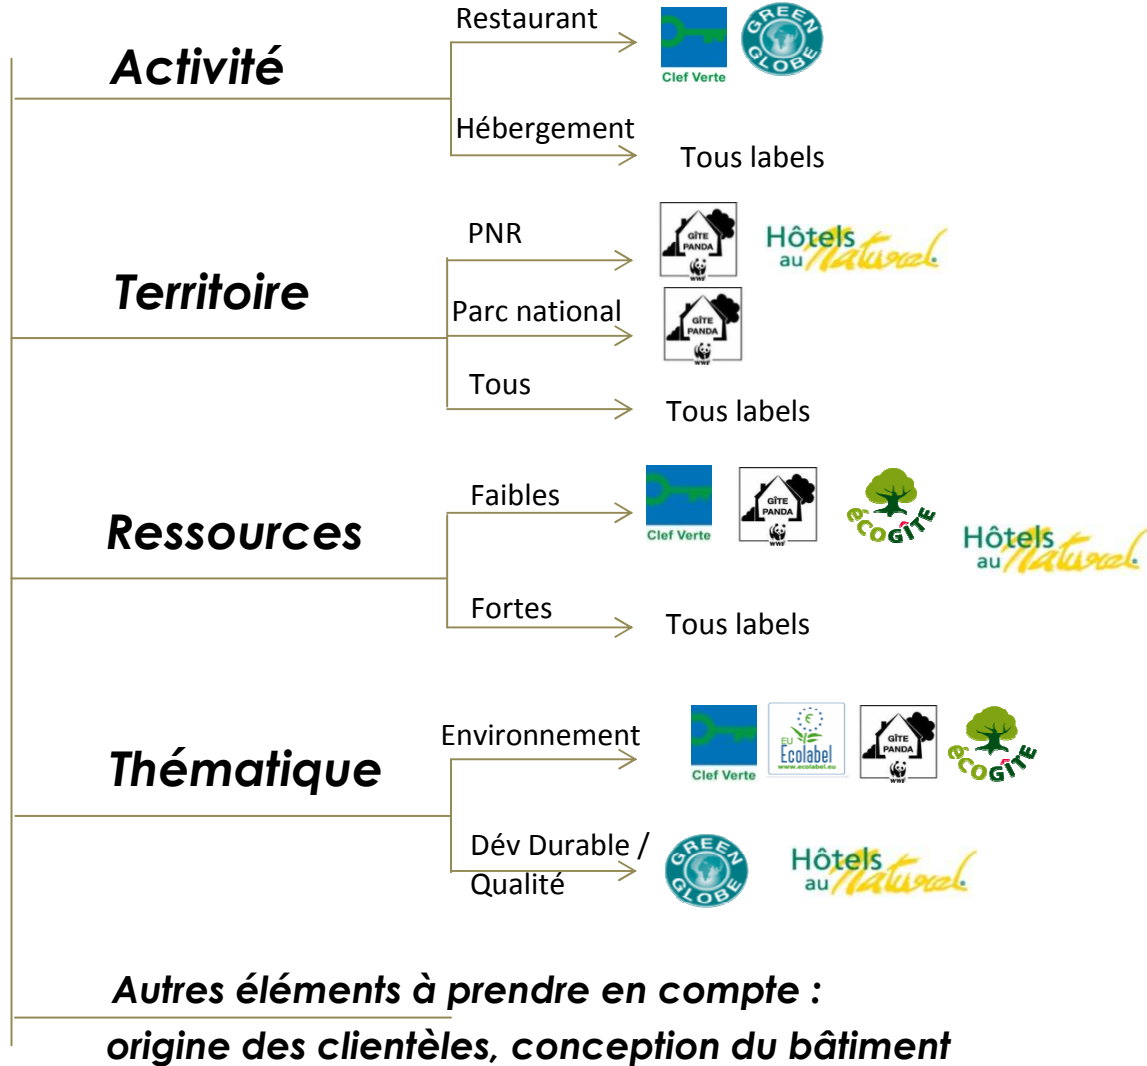 Restaurant
Activité
Clef Verte
GREEN GLOBE
Hébergement
Tous labels
PNR
GÎTE
PANDA
WWF
Hôtels
au Naturel
Territoire
Parc national
GÎTE
PANDA
WWF
Tous
Tous labels
Faibles
Clef Verte
GÎTE
PANDA
WWF
éCOGîTE
Hôtels
au Naturel
Ressources
Fortes
Tous labels
Environnement
Clef Verte
EU
Ecolabel
www.ecolabel.eu
GÎTE
PANDA
WWF
éCOGîTE
Thématique
Dév Durable /
Qualité
GREEN GLOBE
Hôtels
au Naturel
Autres éléments à prendre en compte :
origine des clientèles, conception du bâtiment